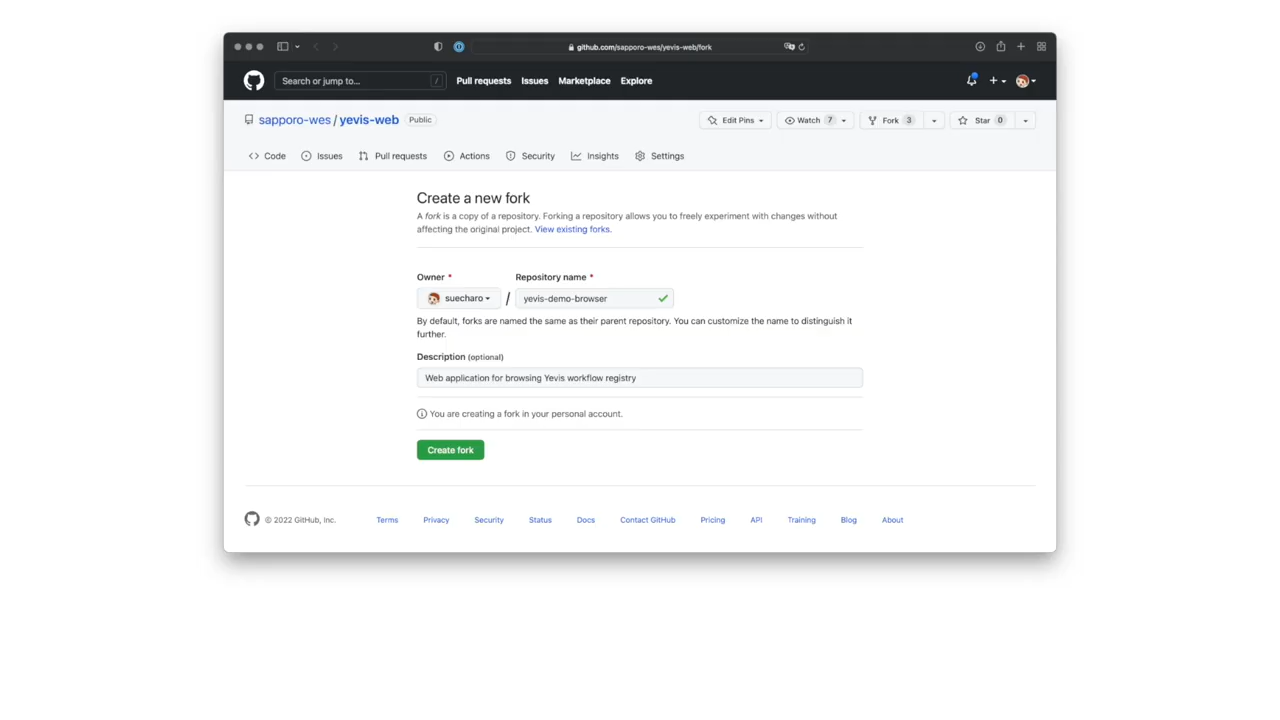 github.com/sapporo-wes/yevis-web/fork
Search or jump to... /
Pull requests Issues Marketplace Explore
sapporo-wes / yevis-web Public
Edit Pins Watch 7 Fork 3 Star 0
Code Issues Pull requests Actions Security Insights Settings
Create a new fork
A fork is a copy of a repository. Forking a repository allows you to freely experiment with changes without
affecting the original project. View existing forks.
Owner * Repository name *
suecharo / yevis-demo-browser
By default, forks are named the same as their parent repository. You can customize the name to distinguish it
further.
Description (optional)
Web application for browsing Yevis workflow registry
You are creating a fork in your personal account.
Create fork
© 2022 GitHub, Inc. Terms Privacy Security Status Docs Contact GitHub Pricing API Training Blog About